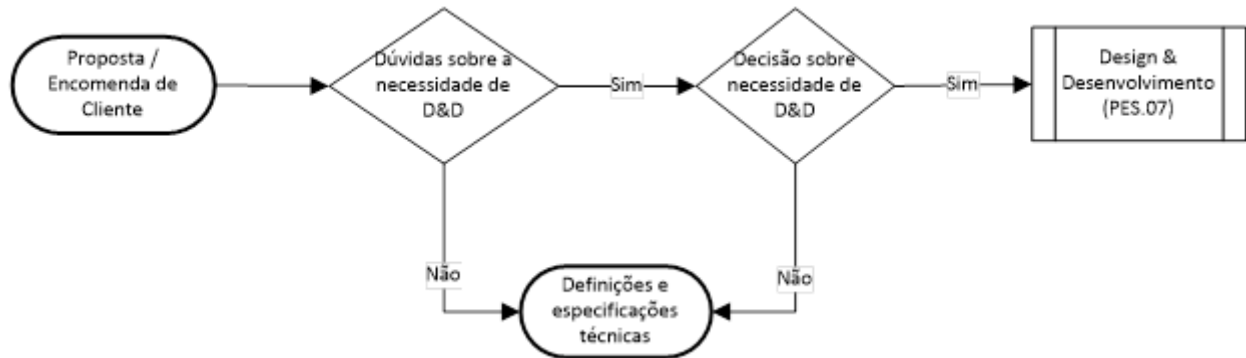 Proposta /
Encomenda de
Cliente
Dúvidas sobre a
necessidade de
D&D
Sim
Decisão sobre
necessidade de
D&D
Sim
Design &
Desenvolvimento
(PES.07)
Não
Definições e
especificações
técnicas
Não